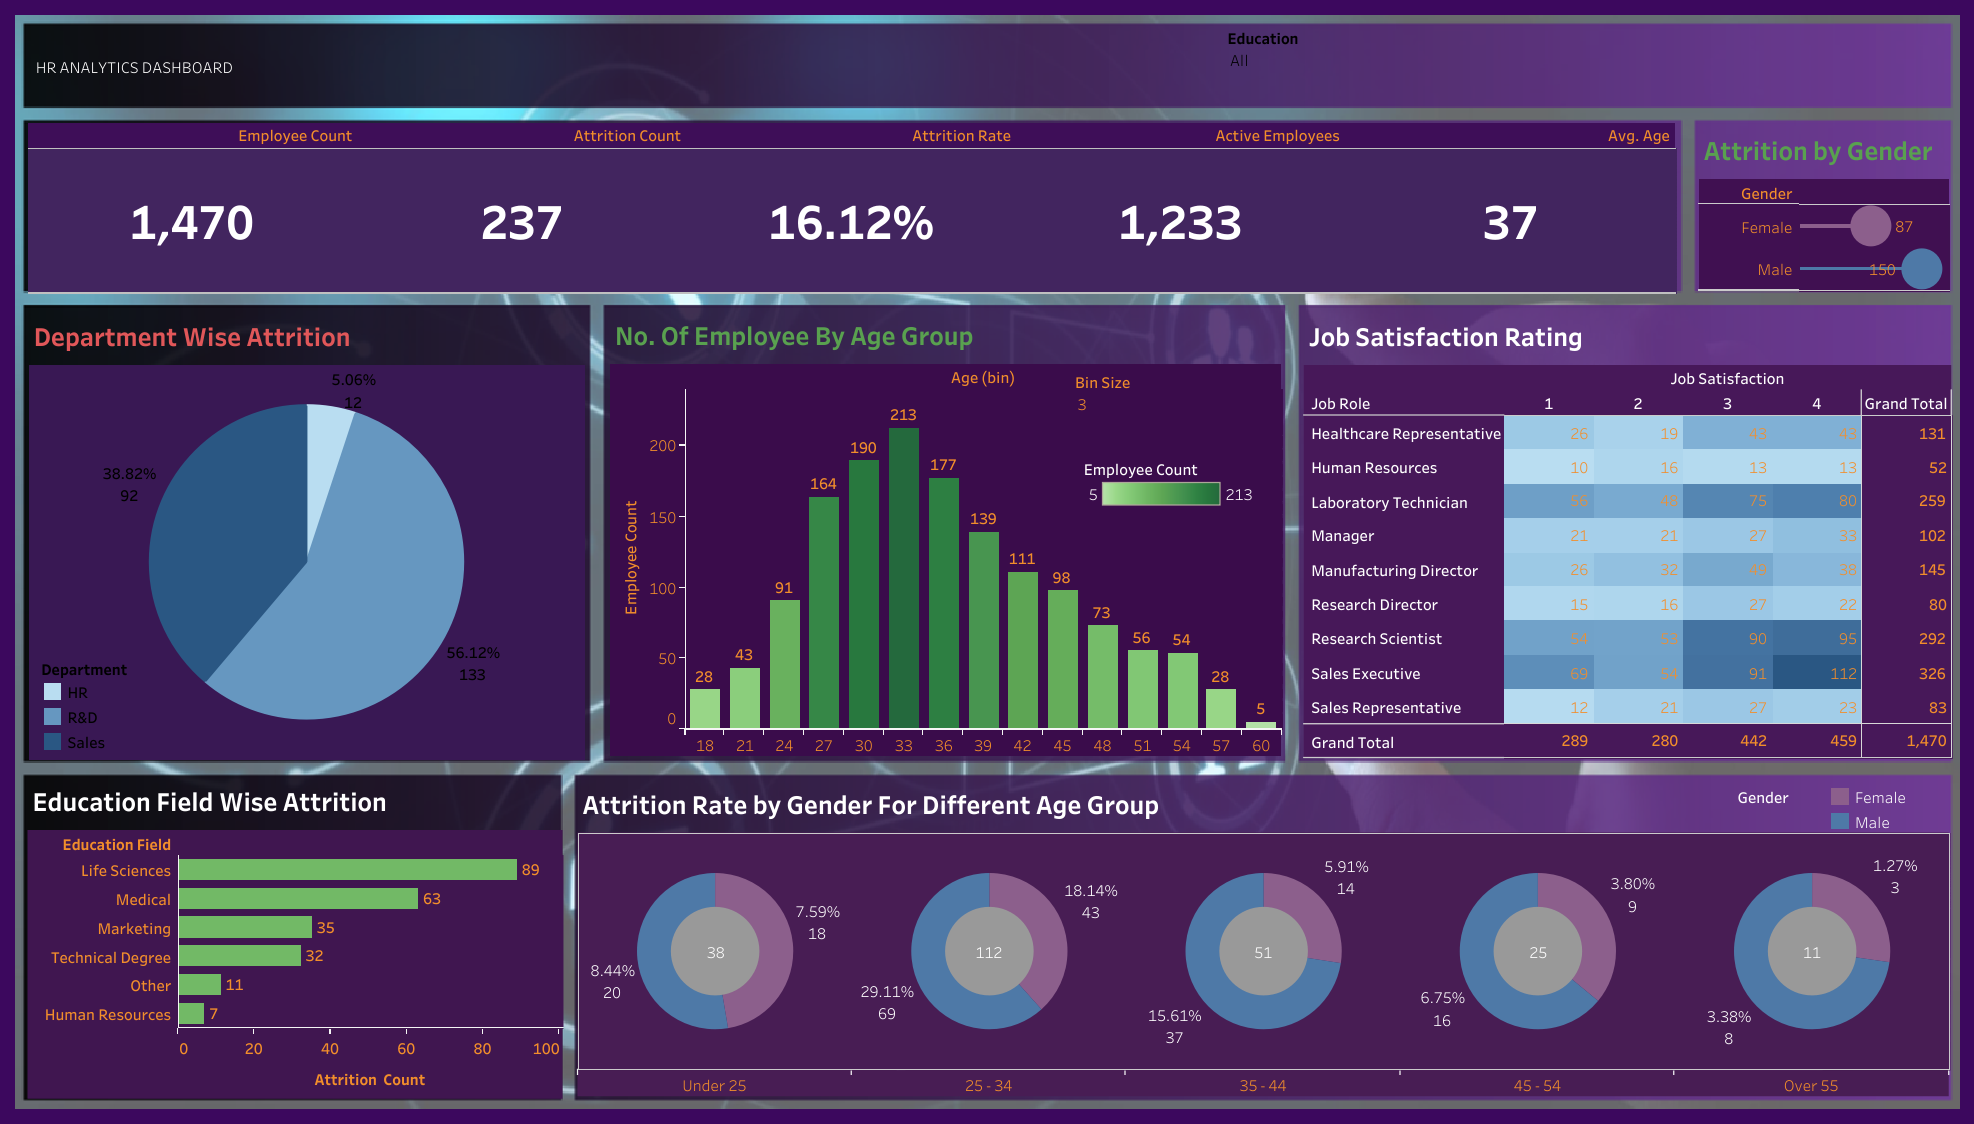 HR ANALYTICS DASHBOARD
Education
All
Employee Count Attrition Count Attrition Rate Active Employees Avg. Age
1,470 237 16.12% 1,233 37
Attrition by Gender
Gender
Female 87
Male 150
Department Wise Attrition
5.06%
12
38.82%
92
56.12%
133
Department
HR
R&D
Sales
No. Of Employee By Age Group
Age (bin)
Bin Size
3
Employee Count
5 213
Employee Count
200
150
100
50
0
28 43 91 164 190 213 177 139 111 98 73 56 54 28 5
18 21 24 27 30 33 36 39 42 45 48 51 54 57 60
Job Satisfaction Rating
Job Satisfaction
Job Role 1 2 3 4 Grand Total
Healthcare Representative 26 19 43 43 131
Human Resources 10 16 13 13 52
Laboratory Technician 56 48 75 80 259
Manager 21 21 27 33 102
Manufacturing Director 26 32 49 38 145
Research Director 15 16 27 22 80
Research Scientist 54 53 90 95 292
Sales Executive 69 54 91 112 326
Sales Representative 12 21 27 23 83
Grand Total 289 280 442 459 1,470
Education Field Wise Attrition
Education Field
Life Sciences 89
Medical 63
Marketing 35
Technical Degree 32
Other 11
Human Resources 7
0 20 40 60 80 100
Attrition Count
Attrition Rate by Gender For Different Age Group
Gender
Female
Male
7.59%
18
38
8.44%
20
18.14%
43
112
29.11%
69
5.91%
14
51
15.61%
37
3.80%
9
25
6.75%
16
1.27%
3
11
3.38%
8
Under 25 25 - 34 35 - 44 45 - 54 Over 55